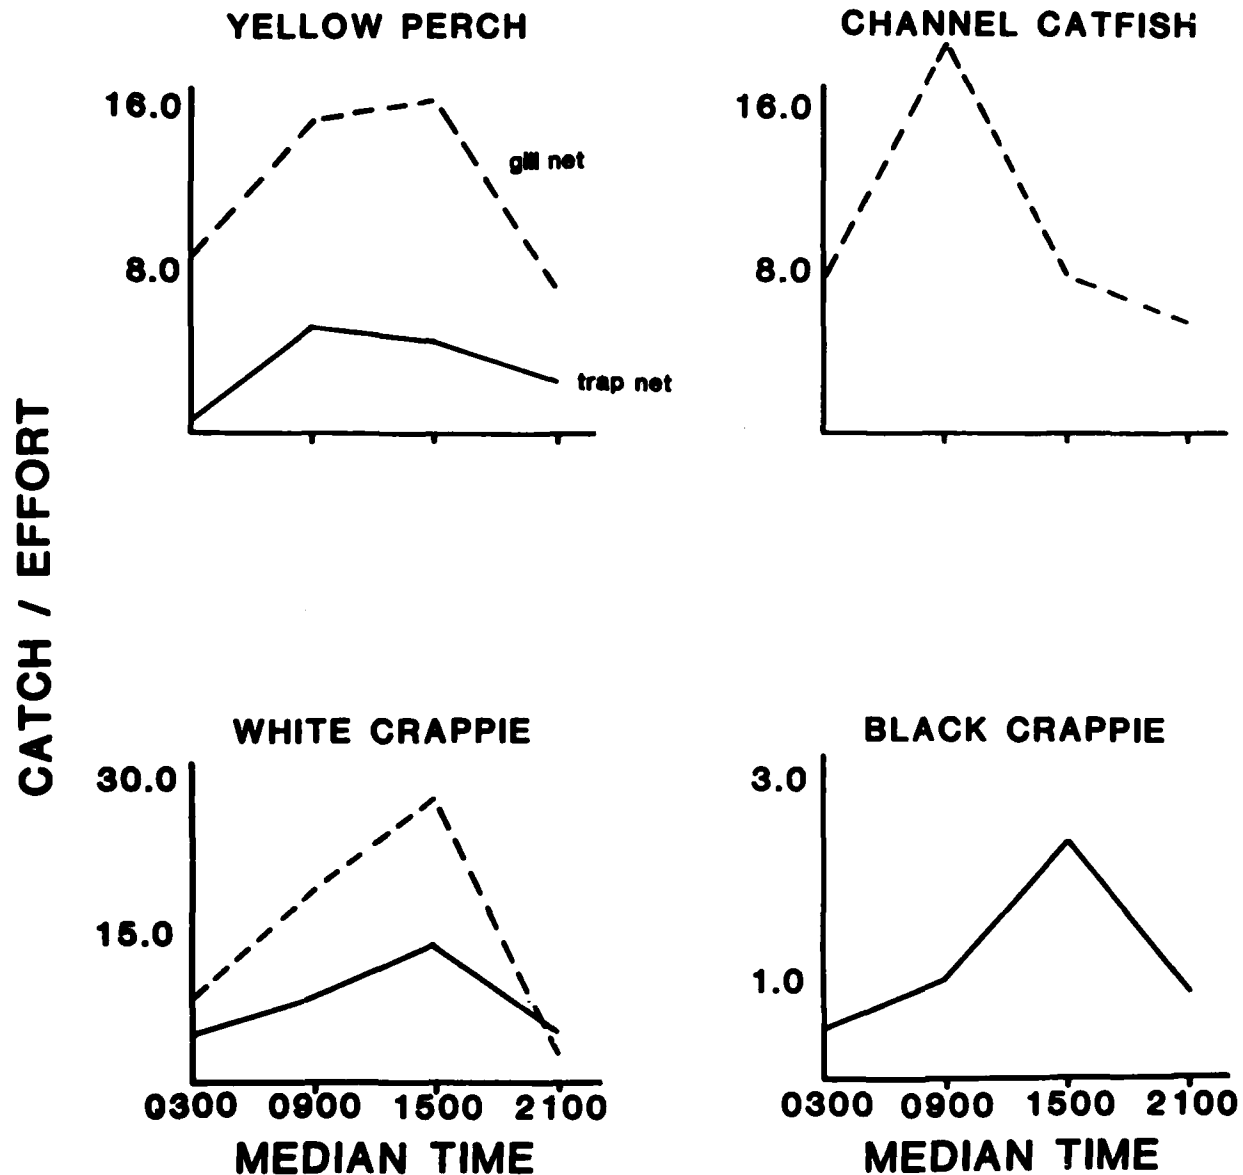 YELLOW PERCH
CHANNEL CATFISH
16.0
8.0
gill net
trap net
16.0
8.0
CATCH / EFFORT
WHITE CRAPPIE
BLACK CRAPPIE
30.0
15.0
3.0
1.0
0300 0900 1500 2100
0300 0900 1500 2100
MEDIAN TIME
MEDIAN TIME